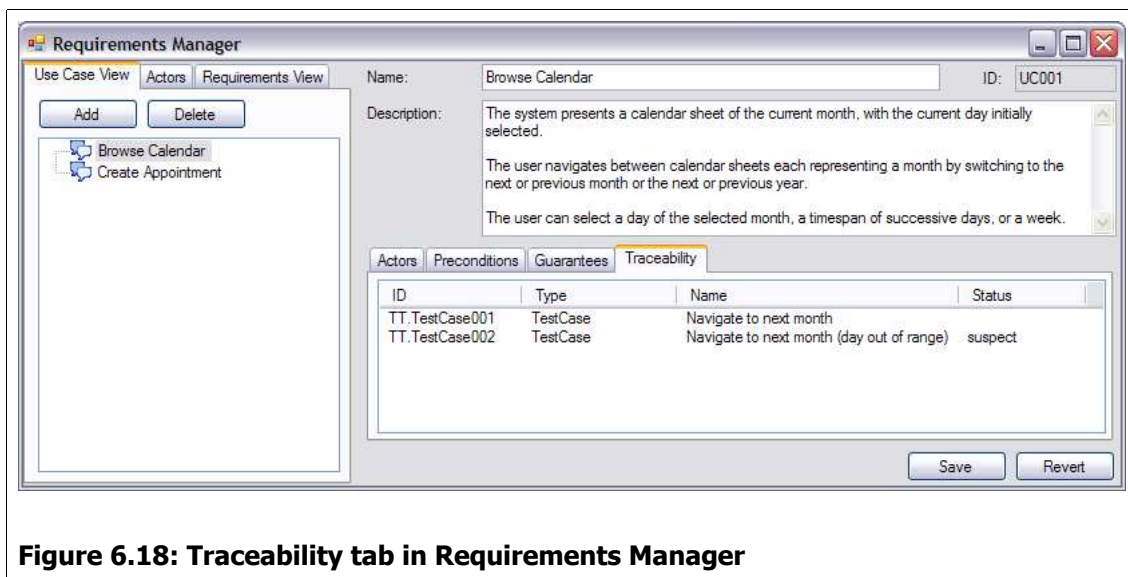 Requirements Manager
Use Case View Actors Requirements View
Add Delete
Browse Calendar
Create Appointment
Name: Browse Calendar ID: UC001
Description: The system presents a calendar sheet of the current month, with the current day initially
selected.
The user navigates between calendar sheets each representing a month by switching to the
next or previous month or the next or previous year.
The user can select a day of the selected month, a timespan of successive days, or a week.
Actors Preconditions Guarantees Traceability
ID Type Name Status
TT.TestCase001 TestCase Navigate to next month
TT.TestCase002 TestCase Navigate to next month (day out of range) suspect
Save Revert
Figure 6.18: Traceability tab in Requirements Manager